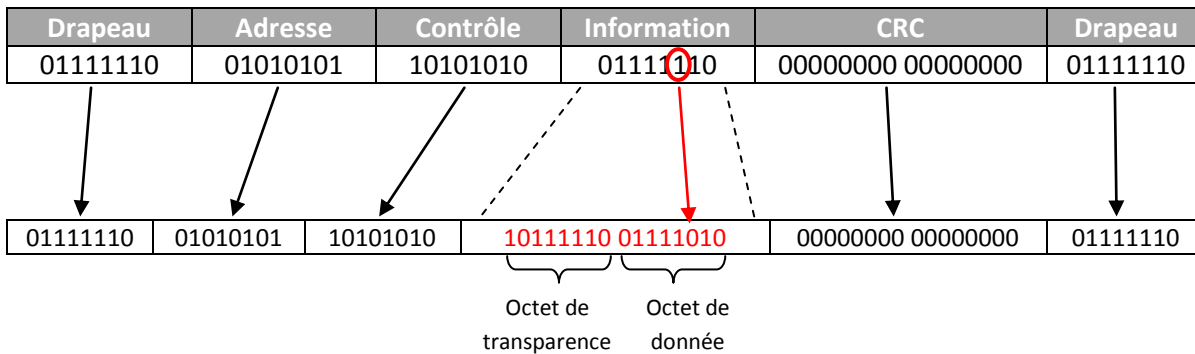 Drapeau Adresse Contrôle Information CRC Drapeau
01111110 01010101 10101010 01111110 00000000 00000000 01111110
01111110 01010101 10101010 10111110 01111010 00000000 00000000 01111110
Octet de Octet de
transparence donnée